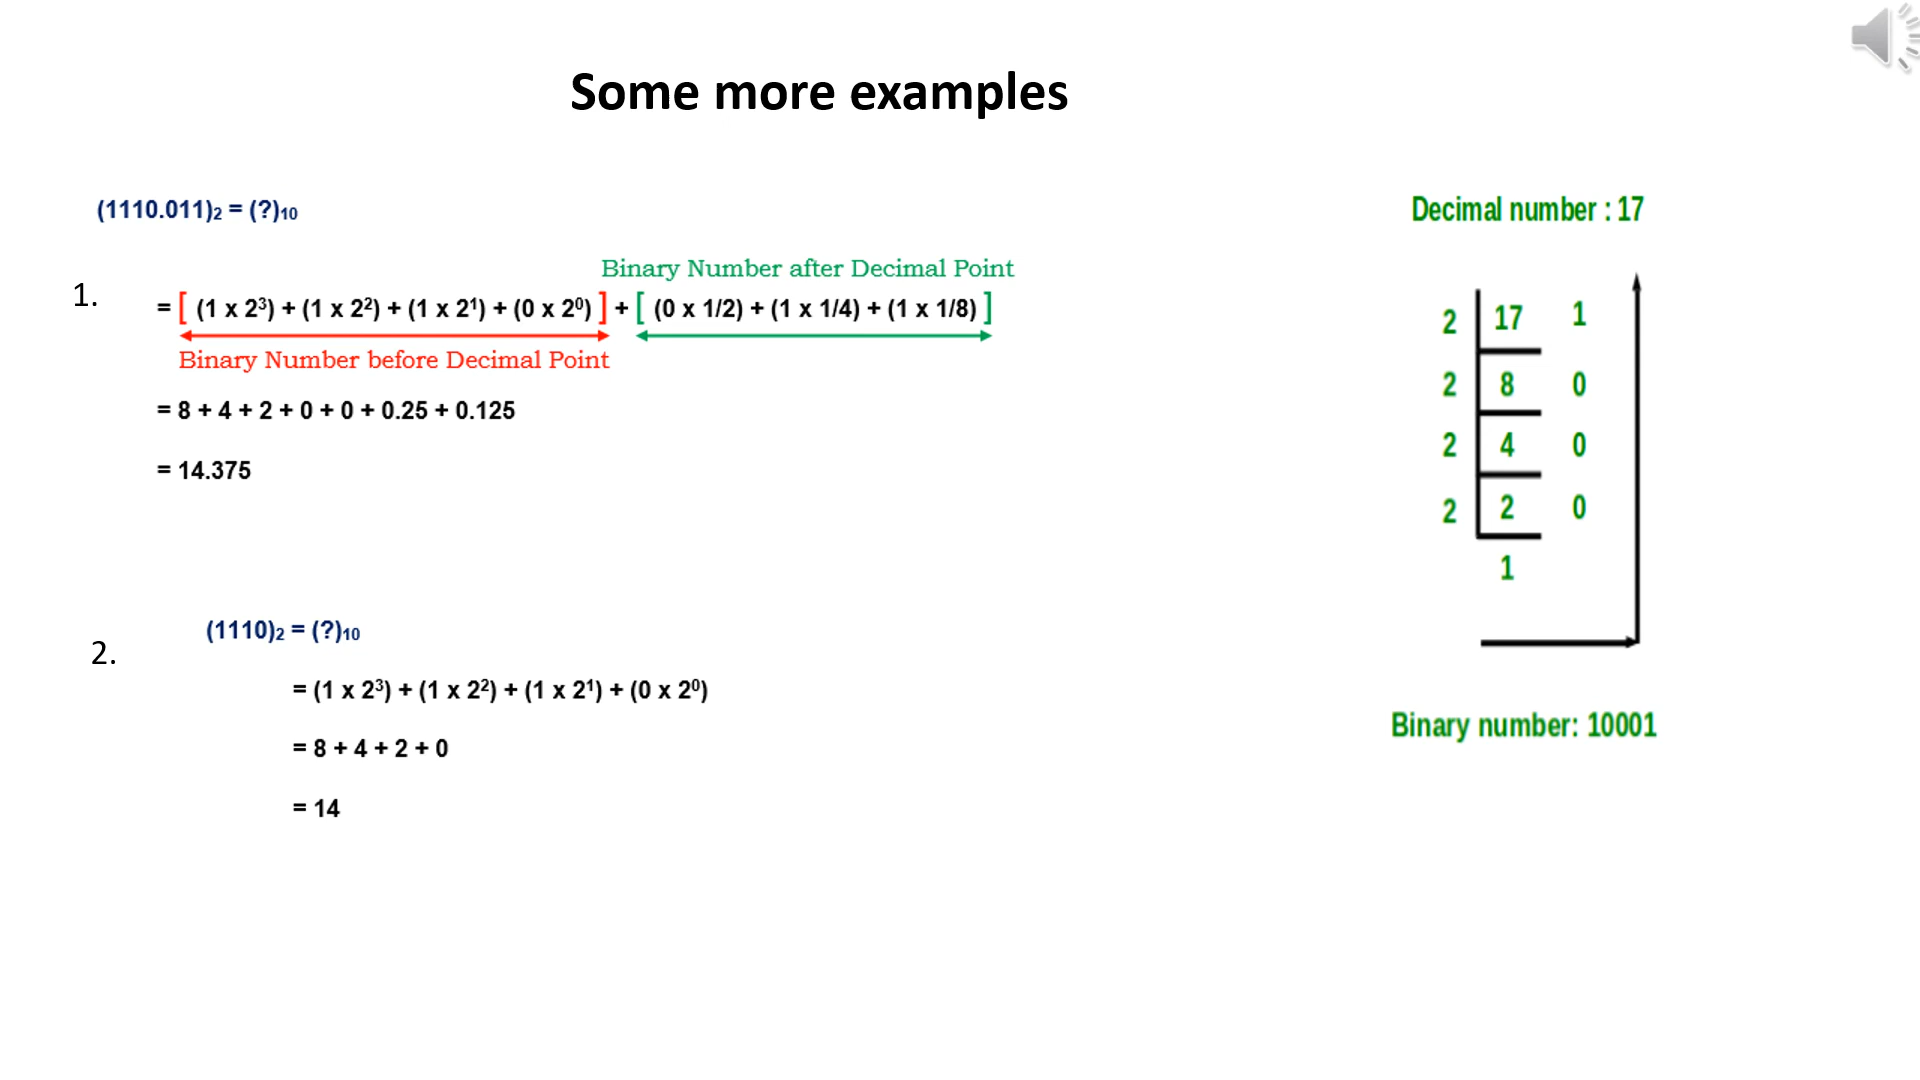 Some more examples
(1110.011)₂ = (?)₁₀
Binary Number after Decimal Point
1.
= [ (1 x 2³) + (1 x 2²) + (1 x 2¹) + (0 x 2⁰) ] + [ (0 x 1/2) + (1 x 1/4) + (1 x 1/8) ]
Binary Number before Decimal Point
= 8 + 4 + 2 + 0 + 0 + 0.25 + 0.125
= 14.375
2.
(1110)₂ = (?)₁₀
= (1 x 2³) + (1 x 2²) + (1 x 2¹) + (0 x 2⁰)
= 8 + 4 + 2 + 0
= 14
Decimal number : 17
2 17 1
2 8 0
2 4 0
2 2 0
1
Binary number: 10001